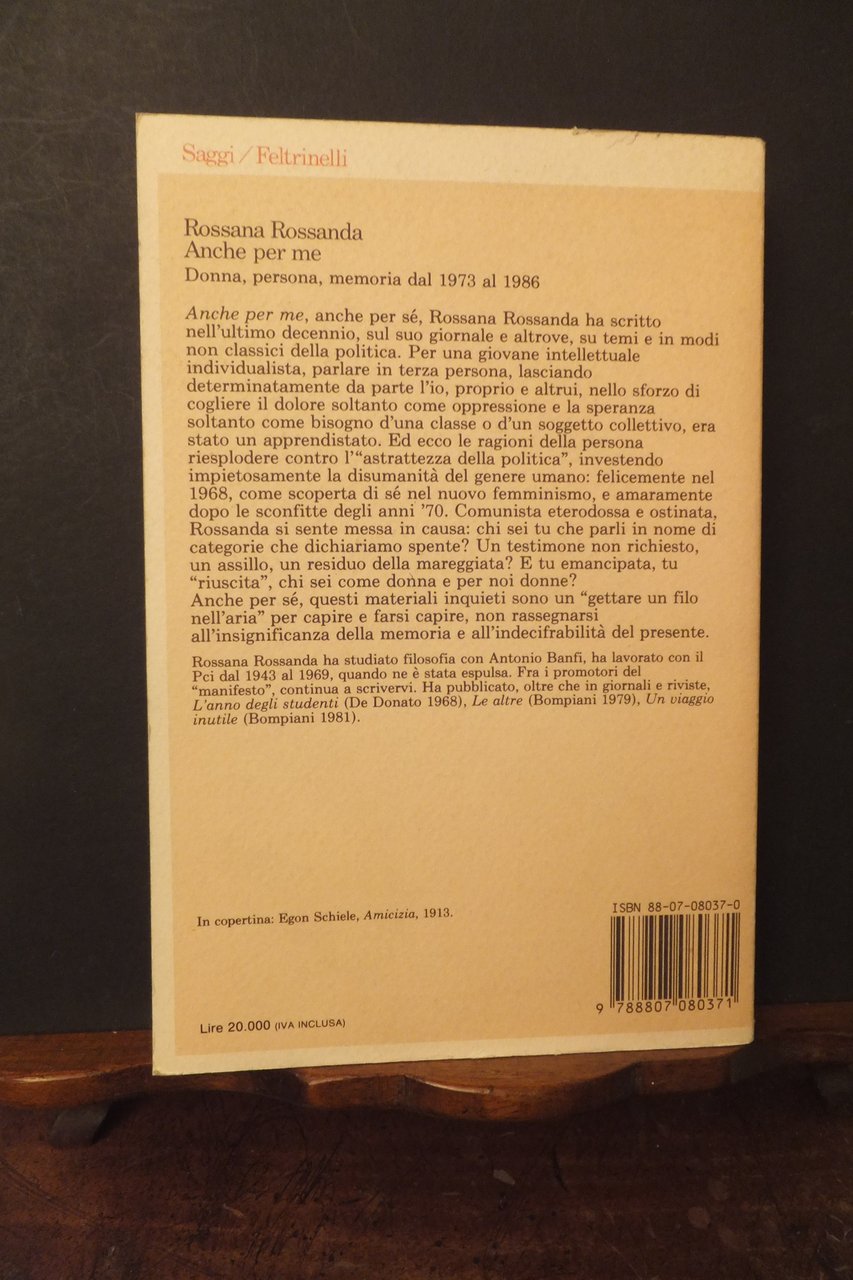 Saggi / Feltrinelli
Rossana Rossanda
Anche per me
Donna, persona, memoria dal 1973 al 1986
Anche per me, anche per sé, Rossana Rossanda ha scritto
nell'ultimo decennio, sul suo giornale e altrove, su temi e in modi
non classici della politica. Per una giovane intellettuale
individualista, parlare in terza persona, lasciando
determinatamente da parte l'io, proprio e altrui, nello sforzo di
cogliere il dolore soltanto come oppressione e la speranza
soltanto come bisogno d'una classe o d'un soggetto collettivo, era
stato un apprendistato. Ed ecco le ragioni della persona
riesplodere contro l'“astrattezza della politica”, investendo
impietosamente la disumanità del genere umano: felicemente nel
1968, come scoperta di sé nel nuovo femminismo, e amaramente
dopo le sconfitte degli anni '70. Comunista eterodossa e ostinata,
Rossanda si sente messa in causa: chi sei tu che parli in nome di
categorie che dichiariamo spente? Un testimone non richiesto,
un assillo, un residuo della mareggiata? E tu emancipata, tu
“riuscita”, chi sei come donna e per noi donne?
Anche per sé, questi materiali inquieti sono un “gettare un filo
nell'aria” per capire e farsi capire, non rassegnarsi
all'insignificanza della memoria e all'indecifrabilità del presente.
Rossana Rossanda ha studiato filosofia con Antonio Banfi, ha lavorato con il
Pci dal 1943 al 1969, quando ne è stata espulsa. Fra i promotori del
“manifesto”, continua a scrivervi. Ha pubblicato, oltre che in giornali e riviste,
L'anno degli studenti (De Donato 1968), Le altre (Bompiani 1979), Un viaggio
inutile (Bompiani 1981).
In copertina: Egon Schiele, Amicizia, 1913.
ISBN 88-07-08037-0
9 788807 080371
Lire 20.000 (IVA INCLUSA)